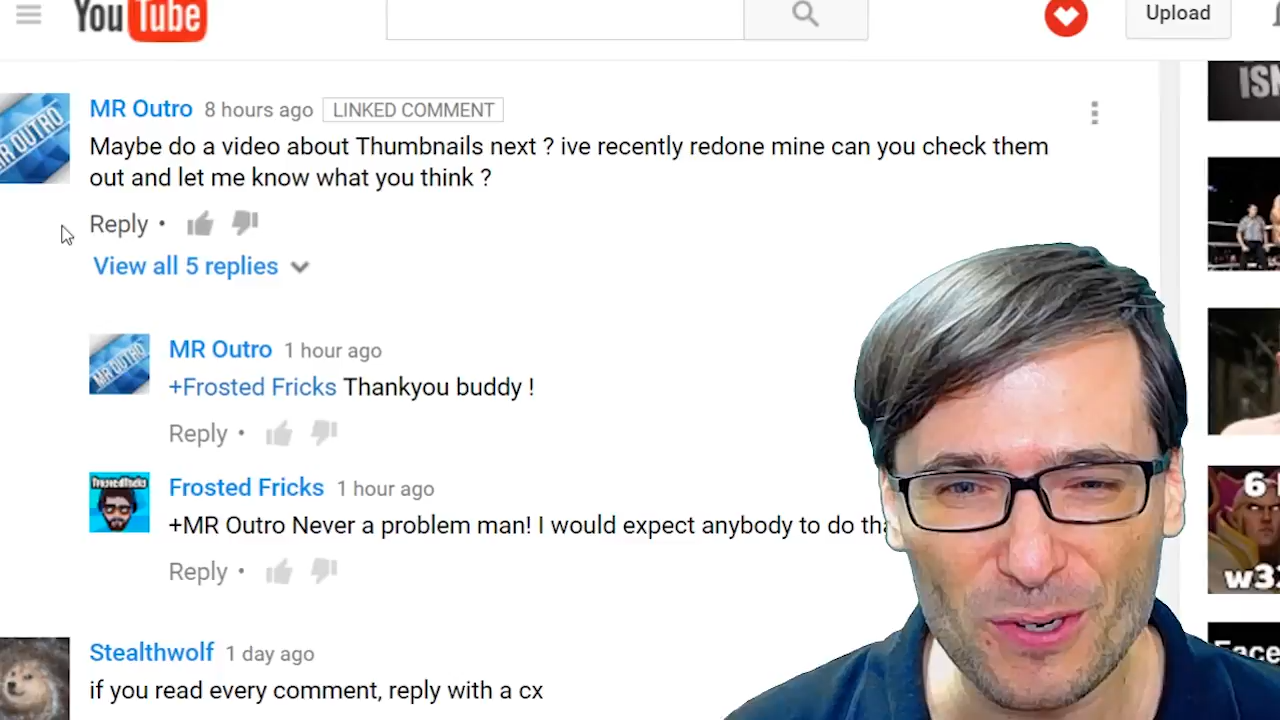 YouTube
Upload
MR Outro 8 hours ago LINKED COMMENT
Maybe do a video about Thumbnails next ? ive recently redone mine can you check them
out and let me know what you think ?
Reply •
View all 5 replies
MR Outro 1 hour ago
+Frosted Fricks Thankyou buddy !
Reply •
Frosted Fricks 1 hour ago
+MR Outro Never a problem man! I would expect anybody to do
Reply •
Stealthwolf 1 day ago
if you read every comment, reply with a cx
MR OUTRO
6